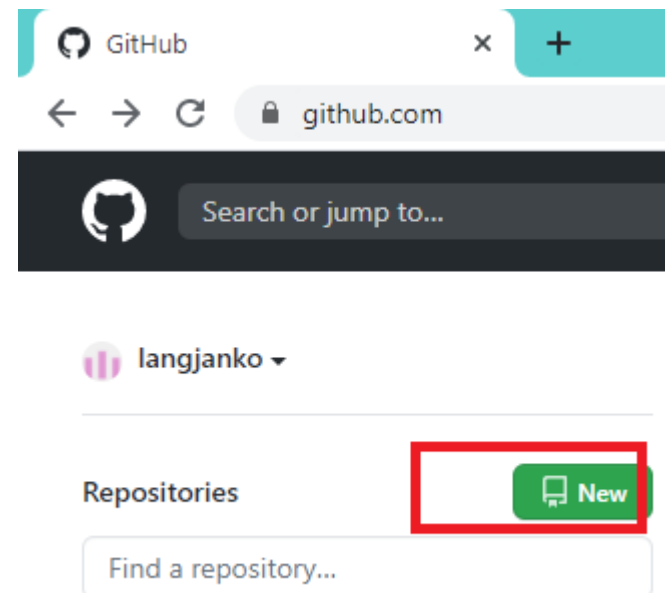 GitHub
github.com
Search or jump to...
langjanko
Repositories
New
Find a repository...